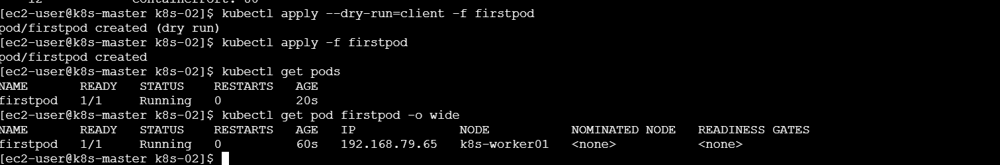 12 containerPort: 80
[ec2-user@k8s-master k8s-02]$ kubectl apply --dry-run=client -f firstpod
pod/firstpod created (dry run)
[ec2-user@k8s-master k8s-02]$ kubectl apply -f firstpod
pod/firstpod created
[ec2-user@k8s-master k8s-02]$ kubectl get pods
NAME READY STATUS RESTARTS AGE
firstpod 1/1 Running 0 20s
[ec2-user@k8s-master k8s-02]$ kubectl get pod firstpod -o wide
NAME READY STATUS RESTARTS AGE IP NODE NOMINATED NODE READINESS GATES
firstpod 1/1 Running 0 60s 192.168.79.65 k8s-worker01 <none> <none>
[ec2-user@k8s-master k8s-02]$